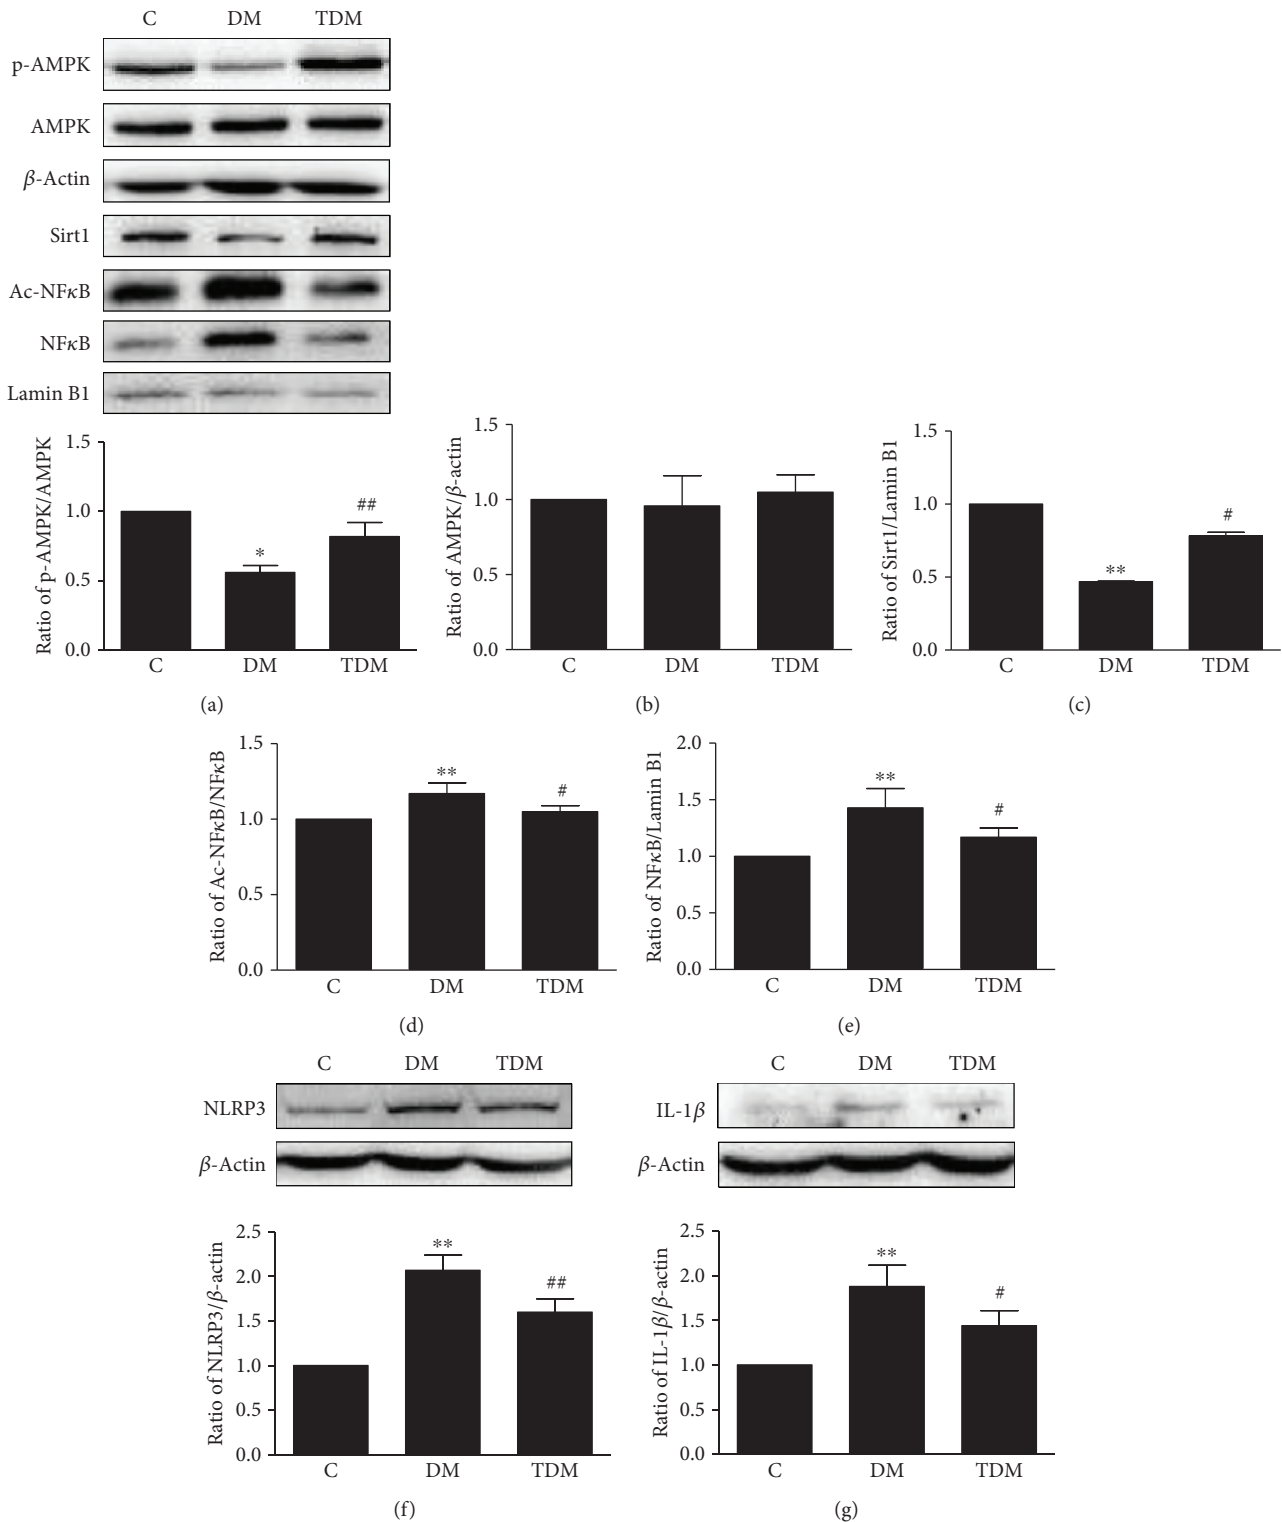 C DM TDM
p-AMPK
AMPK
β-Actin
Sirt1
Ac-NFκB
NFκB
Lamin B1
Ratio of p-AMPK/AMPK
1.5
1.0
0.5
0.0
*
##
C DM TDM
(a)
Ratio of AMPK/β-actin
1.5
1.0
0.5
0.0
C DM TDM
(b)
Ratio of Sirt1/Lamin B1
1.5
1.0
0.5
0.0
**
#
C DM TDM
(c)
Ratio of Ac-NFκB/NFκB
1.5
1.0
0.5
0.0
**
#
C DM TDM
(d)
Ratio of NFκB/Lamin B1
2.0
1.5
1.0
0.5
0.0
**
#
C DM TDM
(e)
C DM TDM
NLRP3
β-Actin
Ratio of NLRP3/β-actin
2.5
2.0
1.5
1.0
0.5
0.0
**
##
C DM TDM
(f)
C DM TDM
IL-1β
β-Actin
Ratio of IL-1β/β-actin
2.5
2.0
1.5
1.0
0.5
0.0
**
#
C DM TDM
(g)